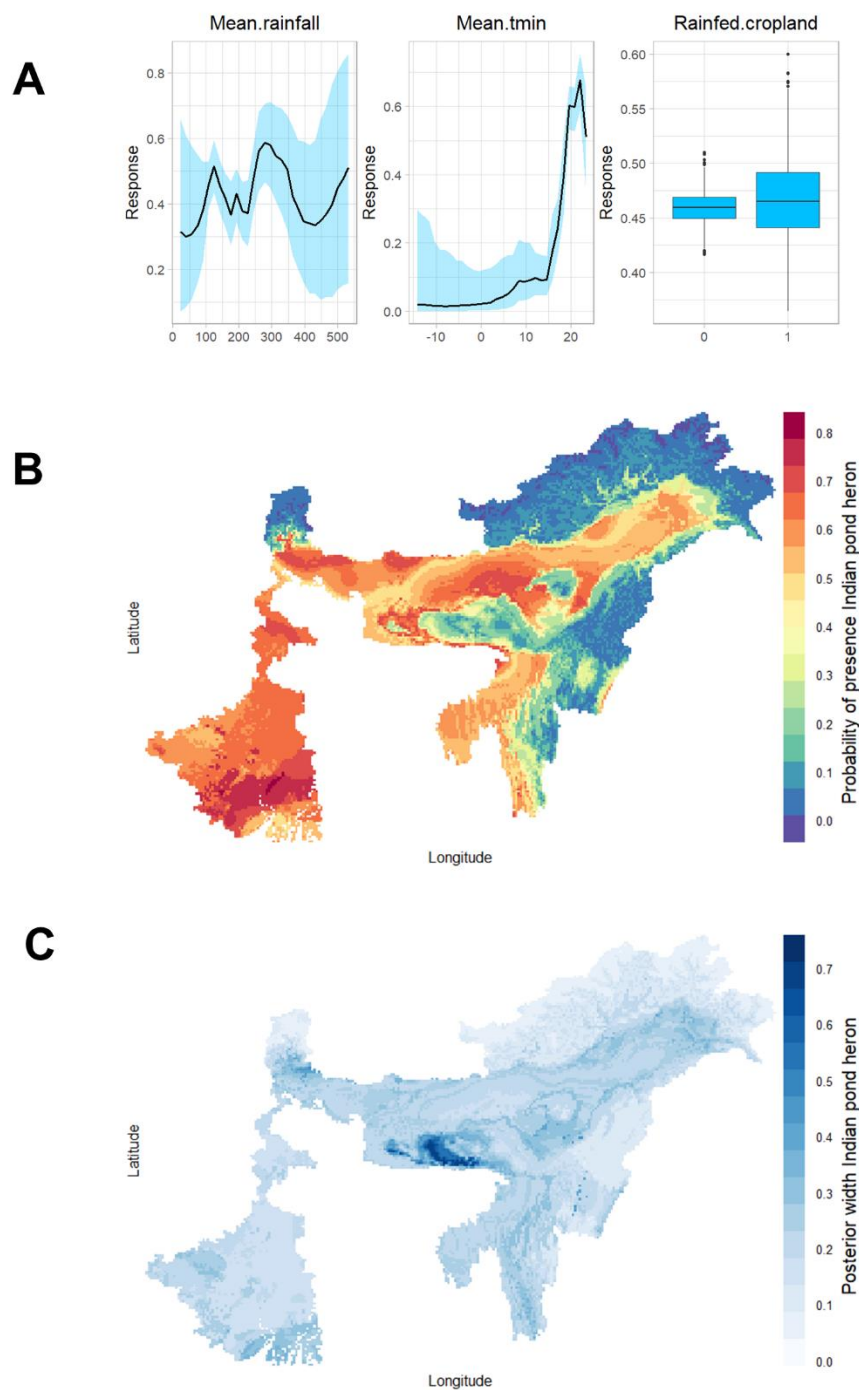 A
Mean.rainfall
Mean.tmin
Rainfed.cropland
Response
0.8
0.6
0.4
0.2
0 100 200 300 400 500
Response
0.6
0.4
0.2
0.0
-10 0 10 20
Response
0.60
0.55
0.50
0.45
0.40
0 1
B
Latitude
Longitude
0.8
0.7
0.6
0.5
0.4
0.3
0.2
0.1
0.0
Probability of presence Indian pond heron
C
Latitude
Longitude
0.7
0.6
0.5
0.4
0.3
0.2
0.1
0.0
Posterior width Indian pond heron